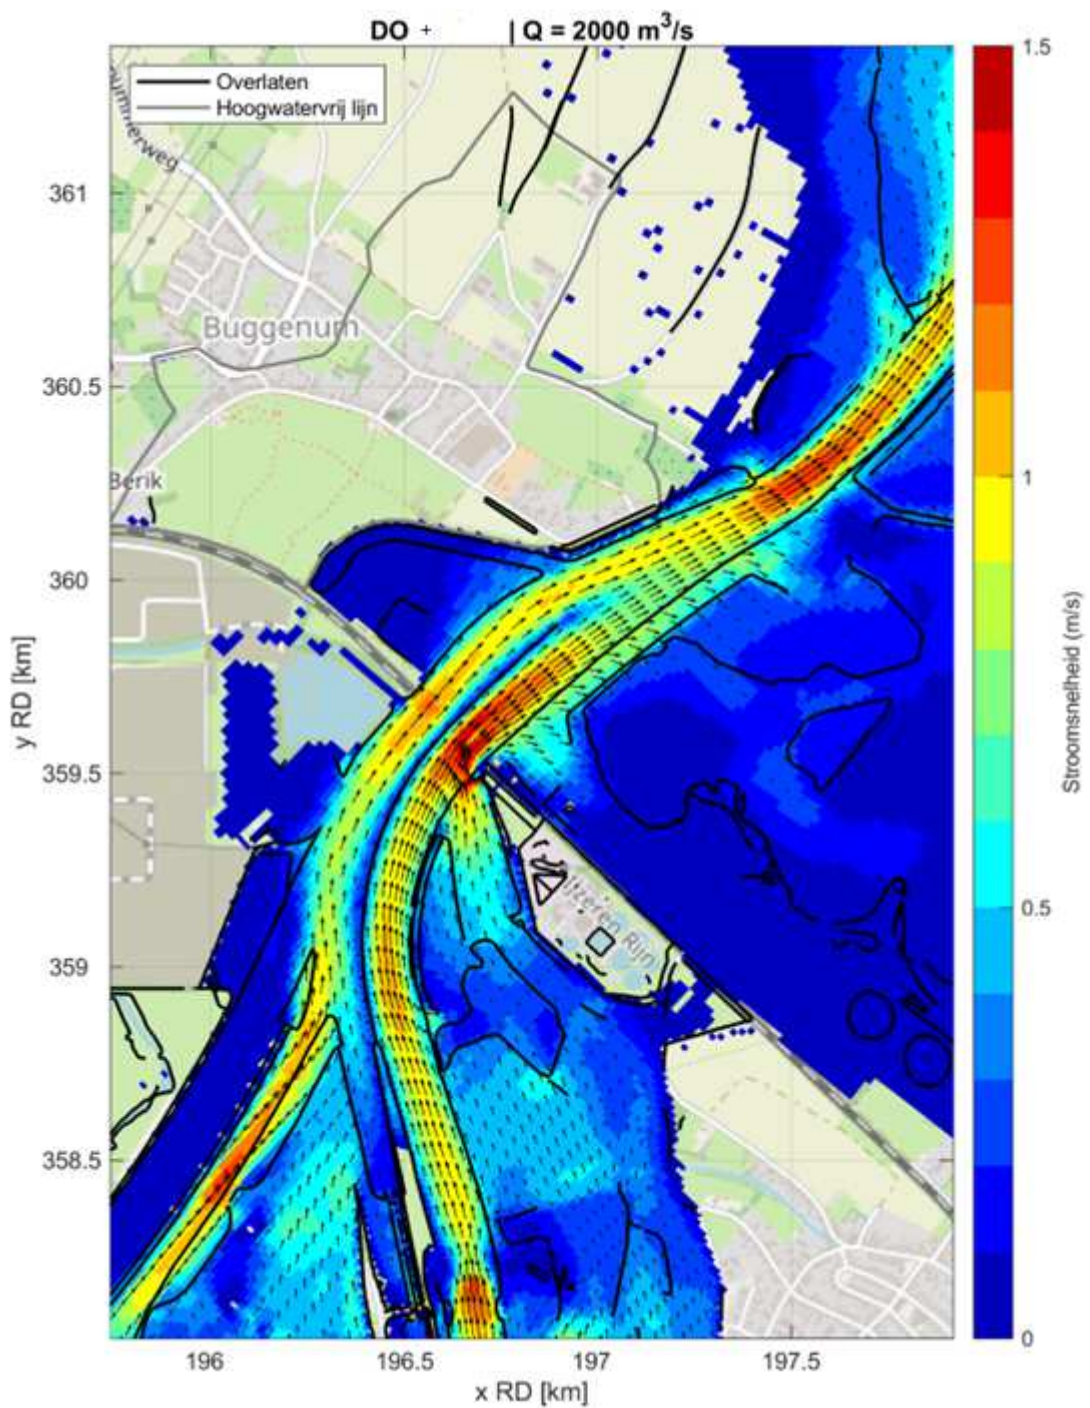 DO + | Q = 2000 m³/s
Overlaten
Hoogwatervrij lijn
1.5
1
0.5
0
Stroomsnelheid (m/s)
361
360.5
360
359.5
359
358.5
y RD [km]
Buggenum
Berik
IJzeren Rijn
196
196.5
197
197.5
x RD [km]